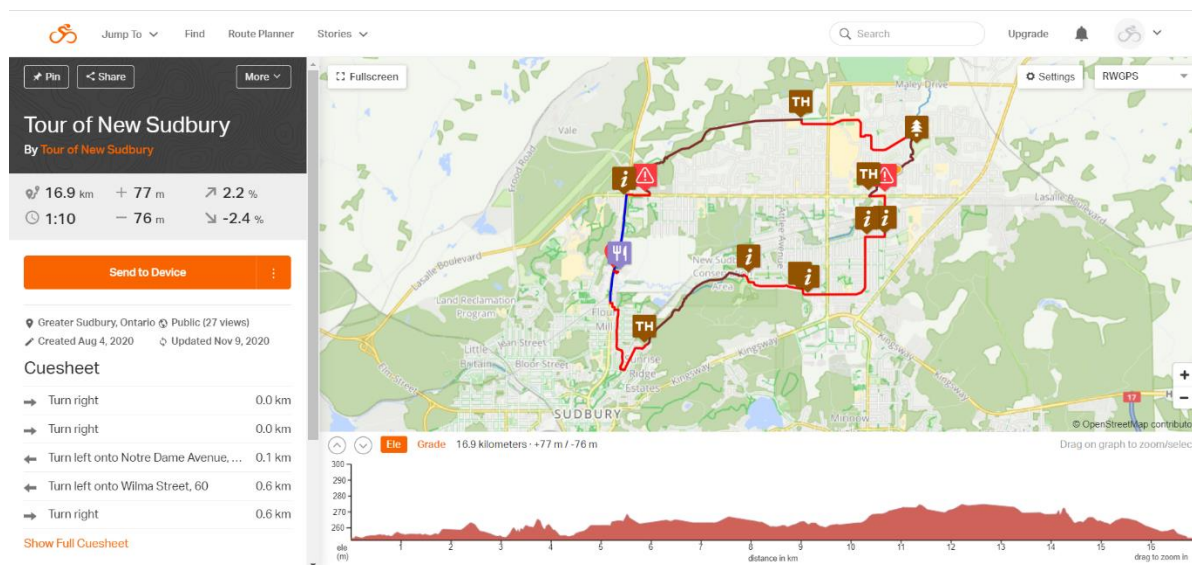 Jump To Find Route Planner Stories Search Upgrade
Pin Share More
Tour of New Sudbury
By Tour of New Sudbury
16.9 km + 77 m 2.2 %
1:10 − 76 m -2.4 %
Send to Device
Greater Sudbury, Ontario Public (27 views)
Created Aug 4, 2020 Updated Nov 9, 2020
Cuesheet
Turn right 0.0 km
Turn right 0.0 km
Turn left onto Notre Dame Avenue, ... 0.1 km
Turn left onto Wilma Street, 60 0.6 km
Turn right 0.6 km
Show Full Cuesheet
Fullscreen Settings RWGPS
Maley Drive
TH
Vale
Frood Road
i
TH
Lasalle Boulevard
i i
Attlee Avenue
New Sudbury
Conservation
Area
i
i
Lasalle Boulevard
Land Reclamation
Program
Flour
Mill
TH
Jean Street
Little
Britain
Bloor Street
Elm Street
Sunrise
Ridge
Estates
Kingsway
Kingsway
SUDBURY
Minnow
17
+
−
© OpenStreetMap contributo
Ele Grade 16.9 kilometers · +77 m / -76 m Drag on graph to zoom/selec
300
290
280
270
260
ele
(m)
1 2 3 4 5 6 7 8 9 10 11 12 13 14 15 16
distance in km
drag to zoom in